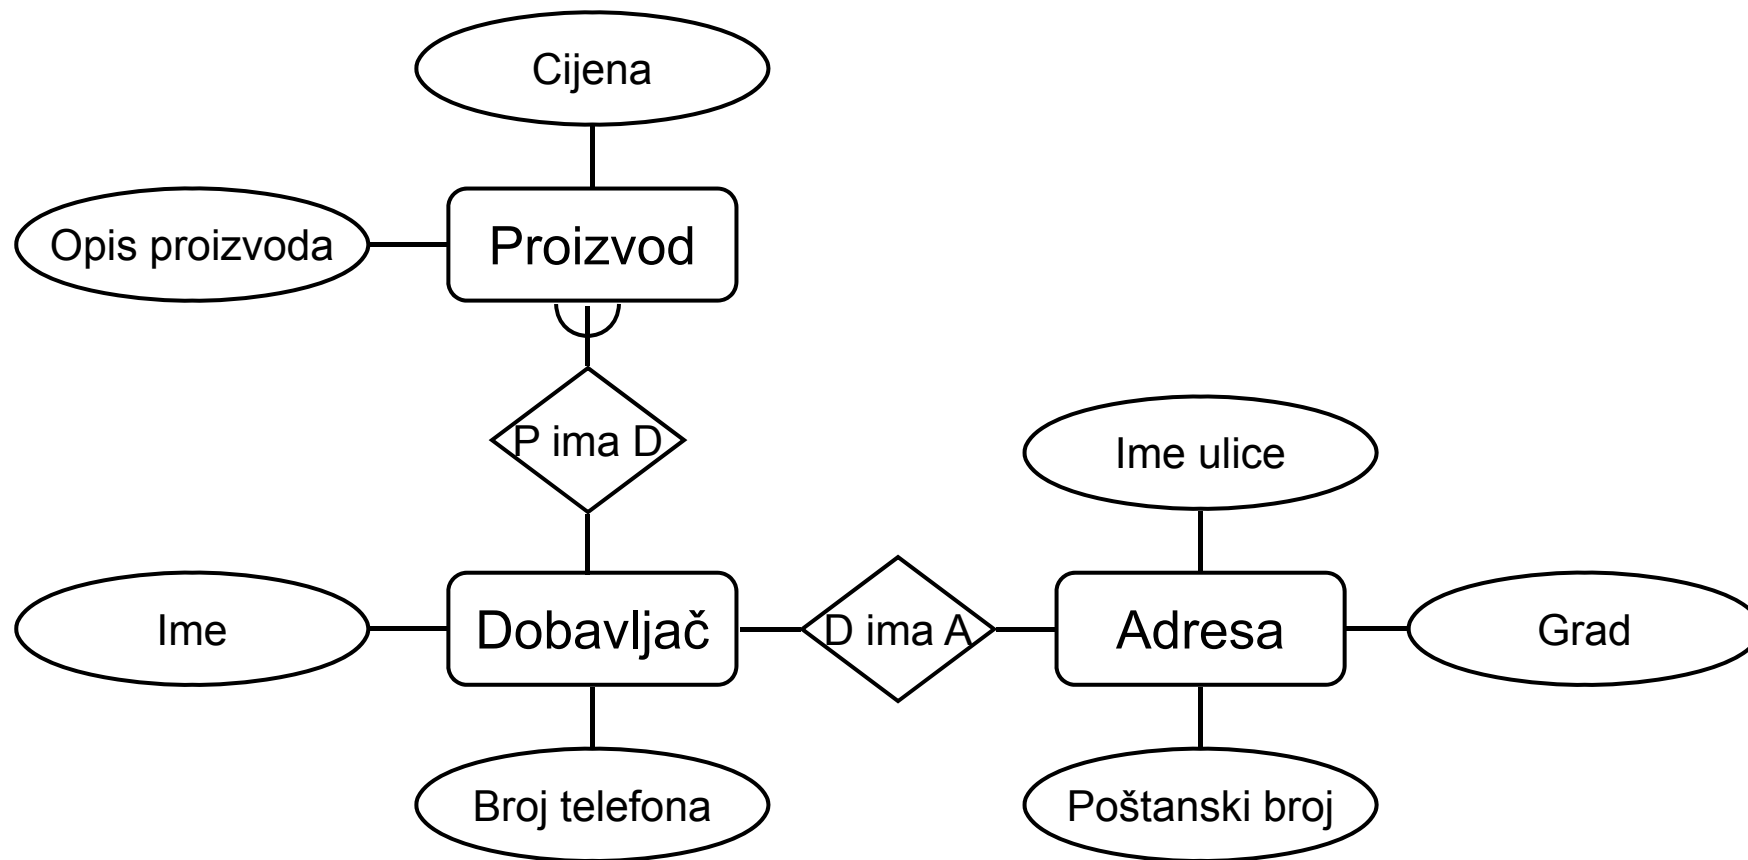 Cijena
Opis proizvoda
Proizvod
P ima D
Ime ulice
Ime
Dobavljač
D ima A
Adresa
Grad
Broj telefona
Poštanski broj